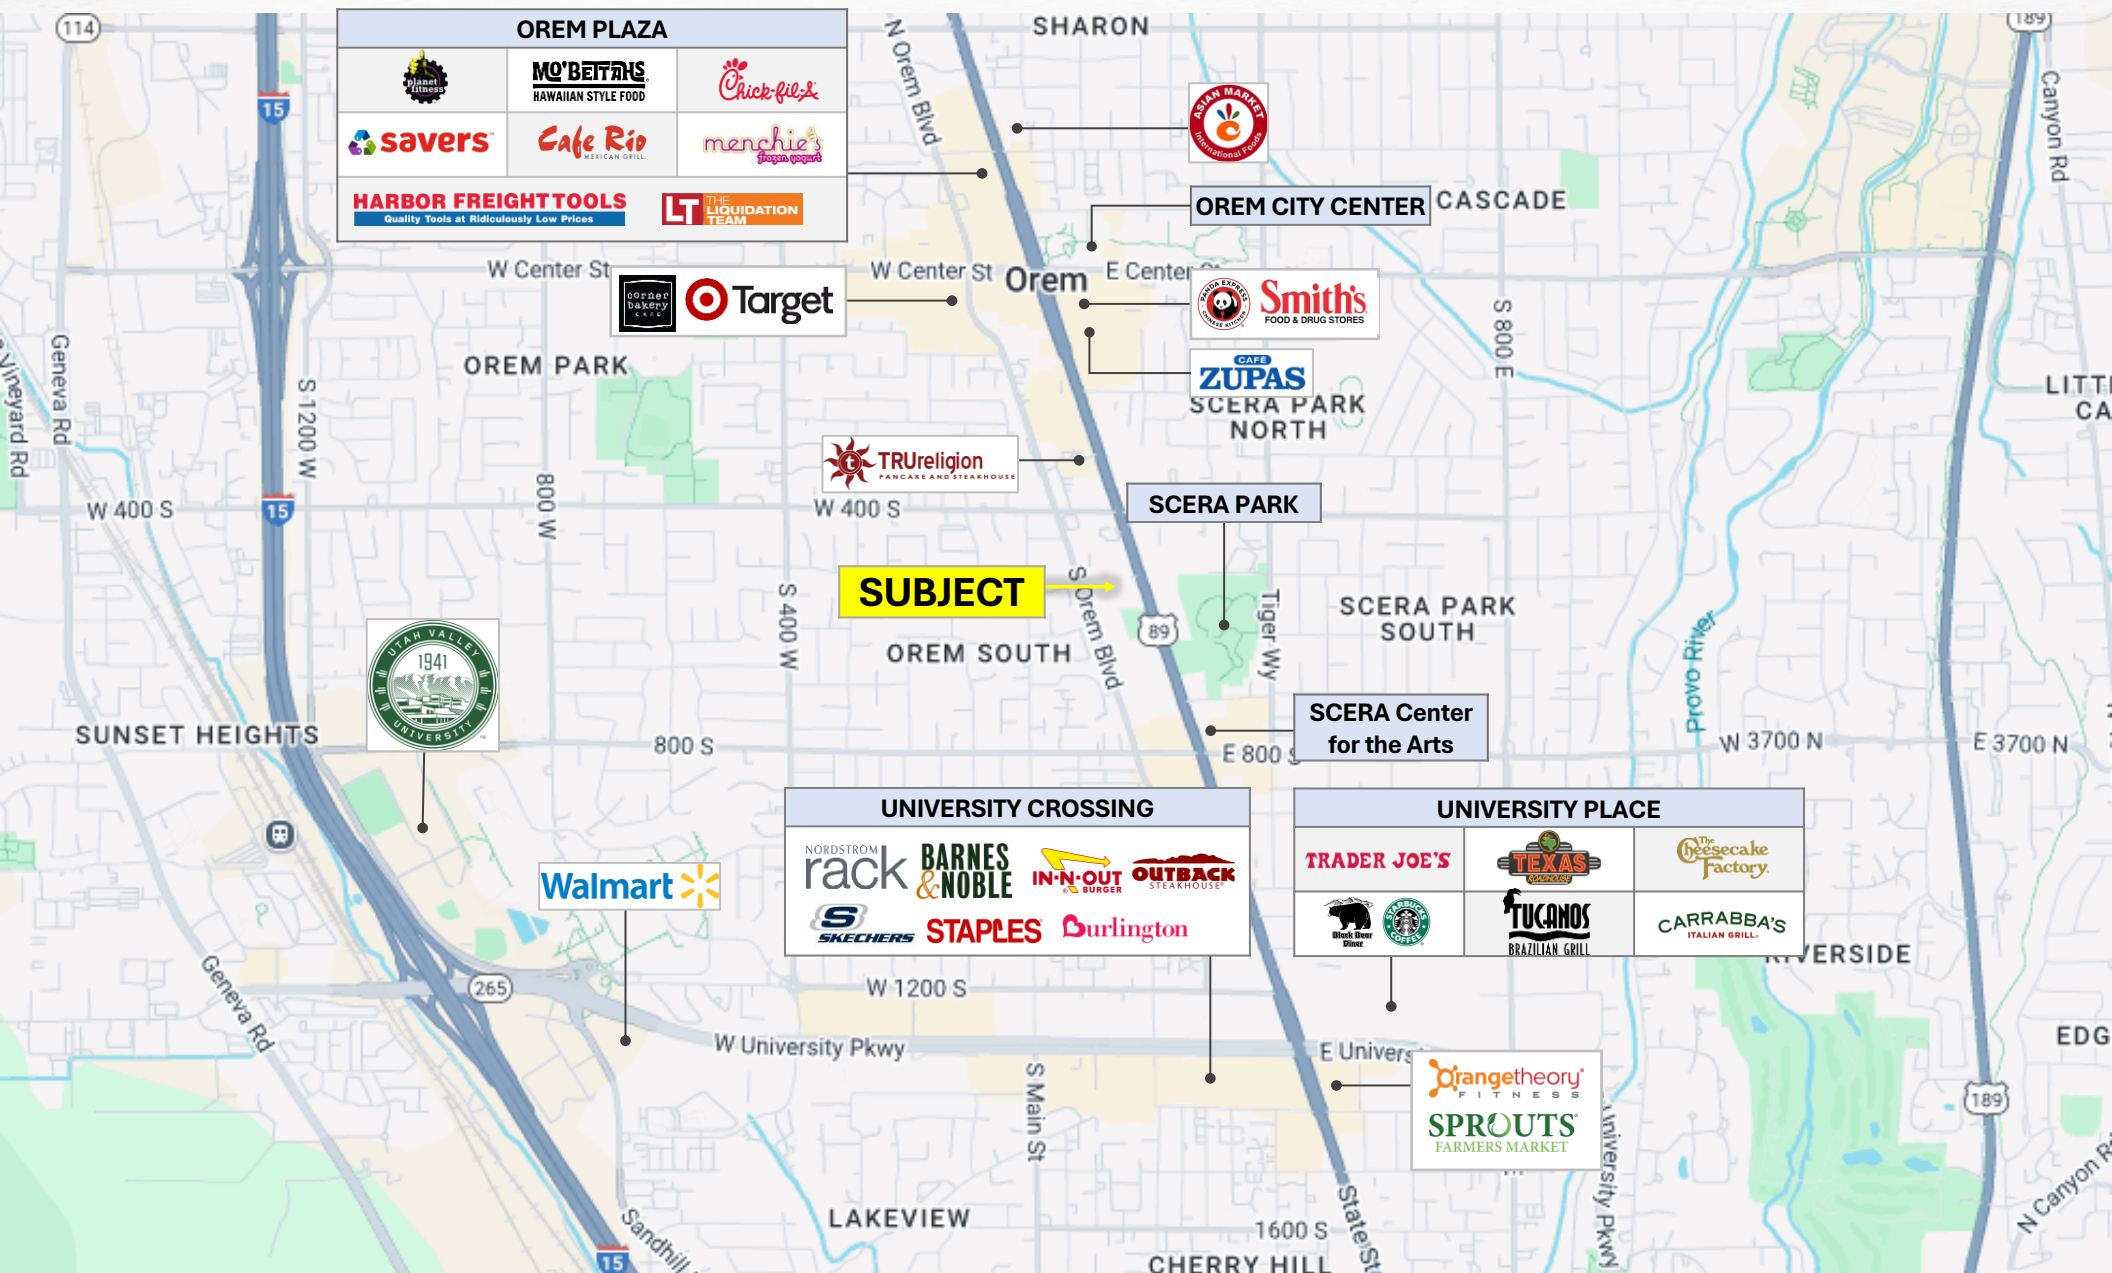 114
SHARON
189
OREM PLAZA
planet fitness
MO'BETTAHS
HAWAIIAN STYLE FOOD
Chick-fil-A
savers
Cafe Rio
MEXICAN GRILL
menchie's
frozen yogurt
HARBOR FREIGHT TOOLS
Quality Tools at Ridiculously Low Prices
LT THE LIQUIDATION TEAM
15
N Orem Blvd
ASIAN MARKET
International Foods
Canyon Rd
OREM CITY CENTER
CASCADE
W Center St
W Center St
Orem
E Center
corner bakery CAFE
Target
PANDA EXPRESS
CHINESE KITCHEN
Smith's
FOOD & DRUG STORES
S 800 E
Geneva Rd
Vineyard Rd
OREM PARK
CAFÉ
ZUPAS
SCERA PARK
NORTH
LITTL
CA
S 1200 W
TRUreligion
PANCAKE AND STEAKHOUSE
800 W
W 400 S
15
W 400 S
SCERA PARK
SUBJECT
S Orem Blvd
S 400 W
89
Tiger Wy
SCERA PARK
SOUTH
OREM SOUTH
Provo River
UTAH VALLEY
1941
UNIVERSITY
SUNSET HEIGHTS
800 S
SCERA Center
for the Arts
E 800 S
W 3700 N
E 3700 N
UNIVERSITY CROSSING
NORDSTROM
rack
BARNES
&NOBLE
IN-N-OUT
BURGER
OUTBACK
STEAKHOUSE
SKECHERS
STAPLES
Burlington
UNIVERSITY PLACE
TRADER JOE'S
TEXAS
ROADHOUSE
The
Cheesecake
Factory
Black Bear
Diner
STARBUCKS
COFFEE
TUCANOS
BRAZILIAN GRILL
CARRABBA'S
ITALIAN GRILL
Walmart
VERSIDE
Geneva Rd
265
W 1200 S
W University Pkwy
E Univers
EDG
Orangetheory
FITNESS
SPROUTS
FARMERS MARKET
189
S Main St
University Pkwy
LAKEVIEW
State St
1600 S
N Canyon R
Sandhill
15
CHERRY HILL